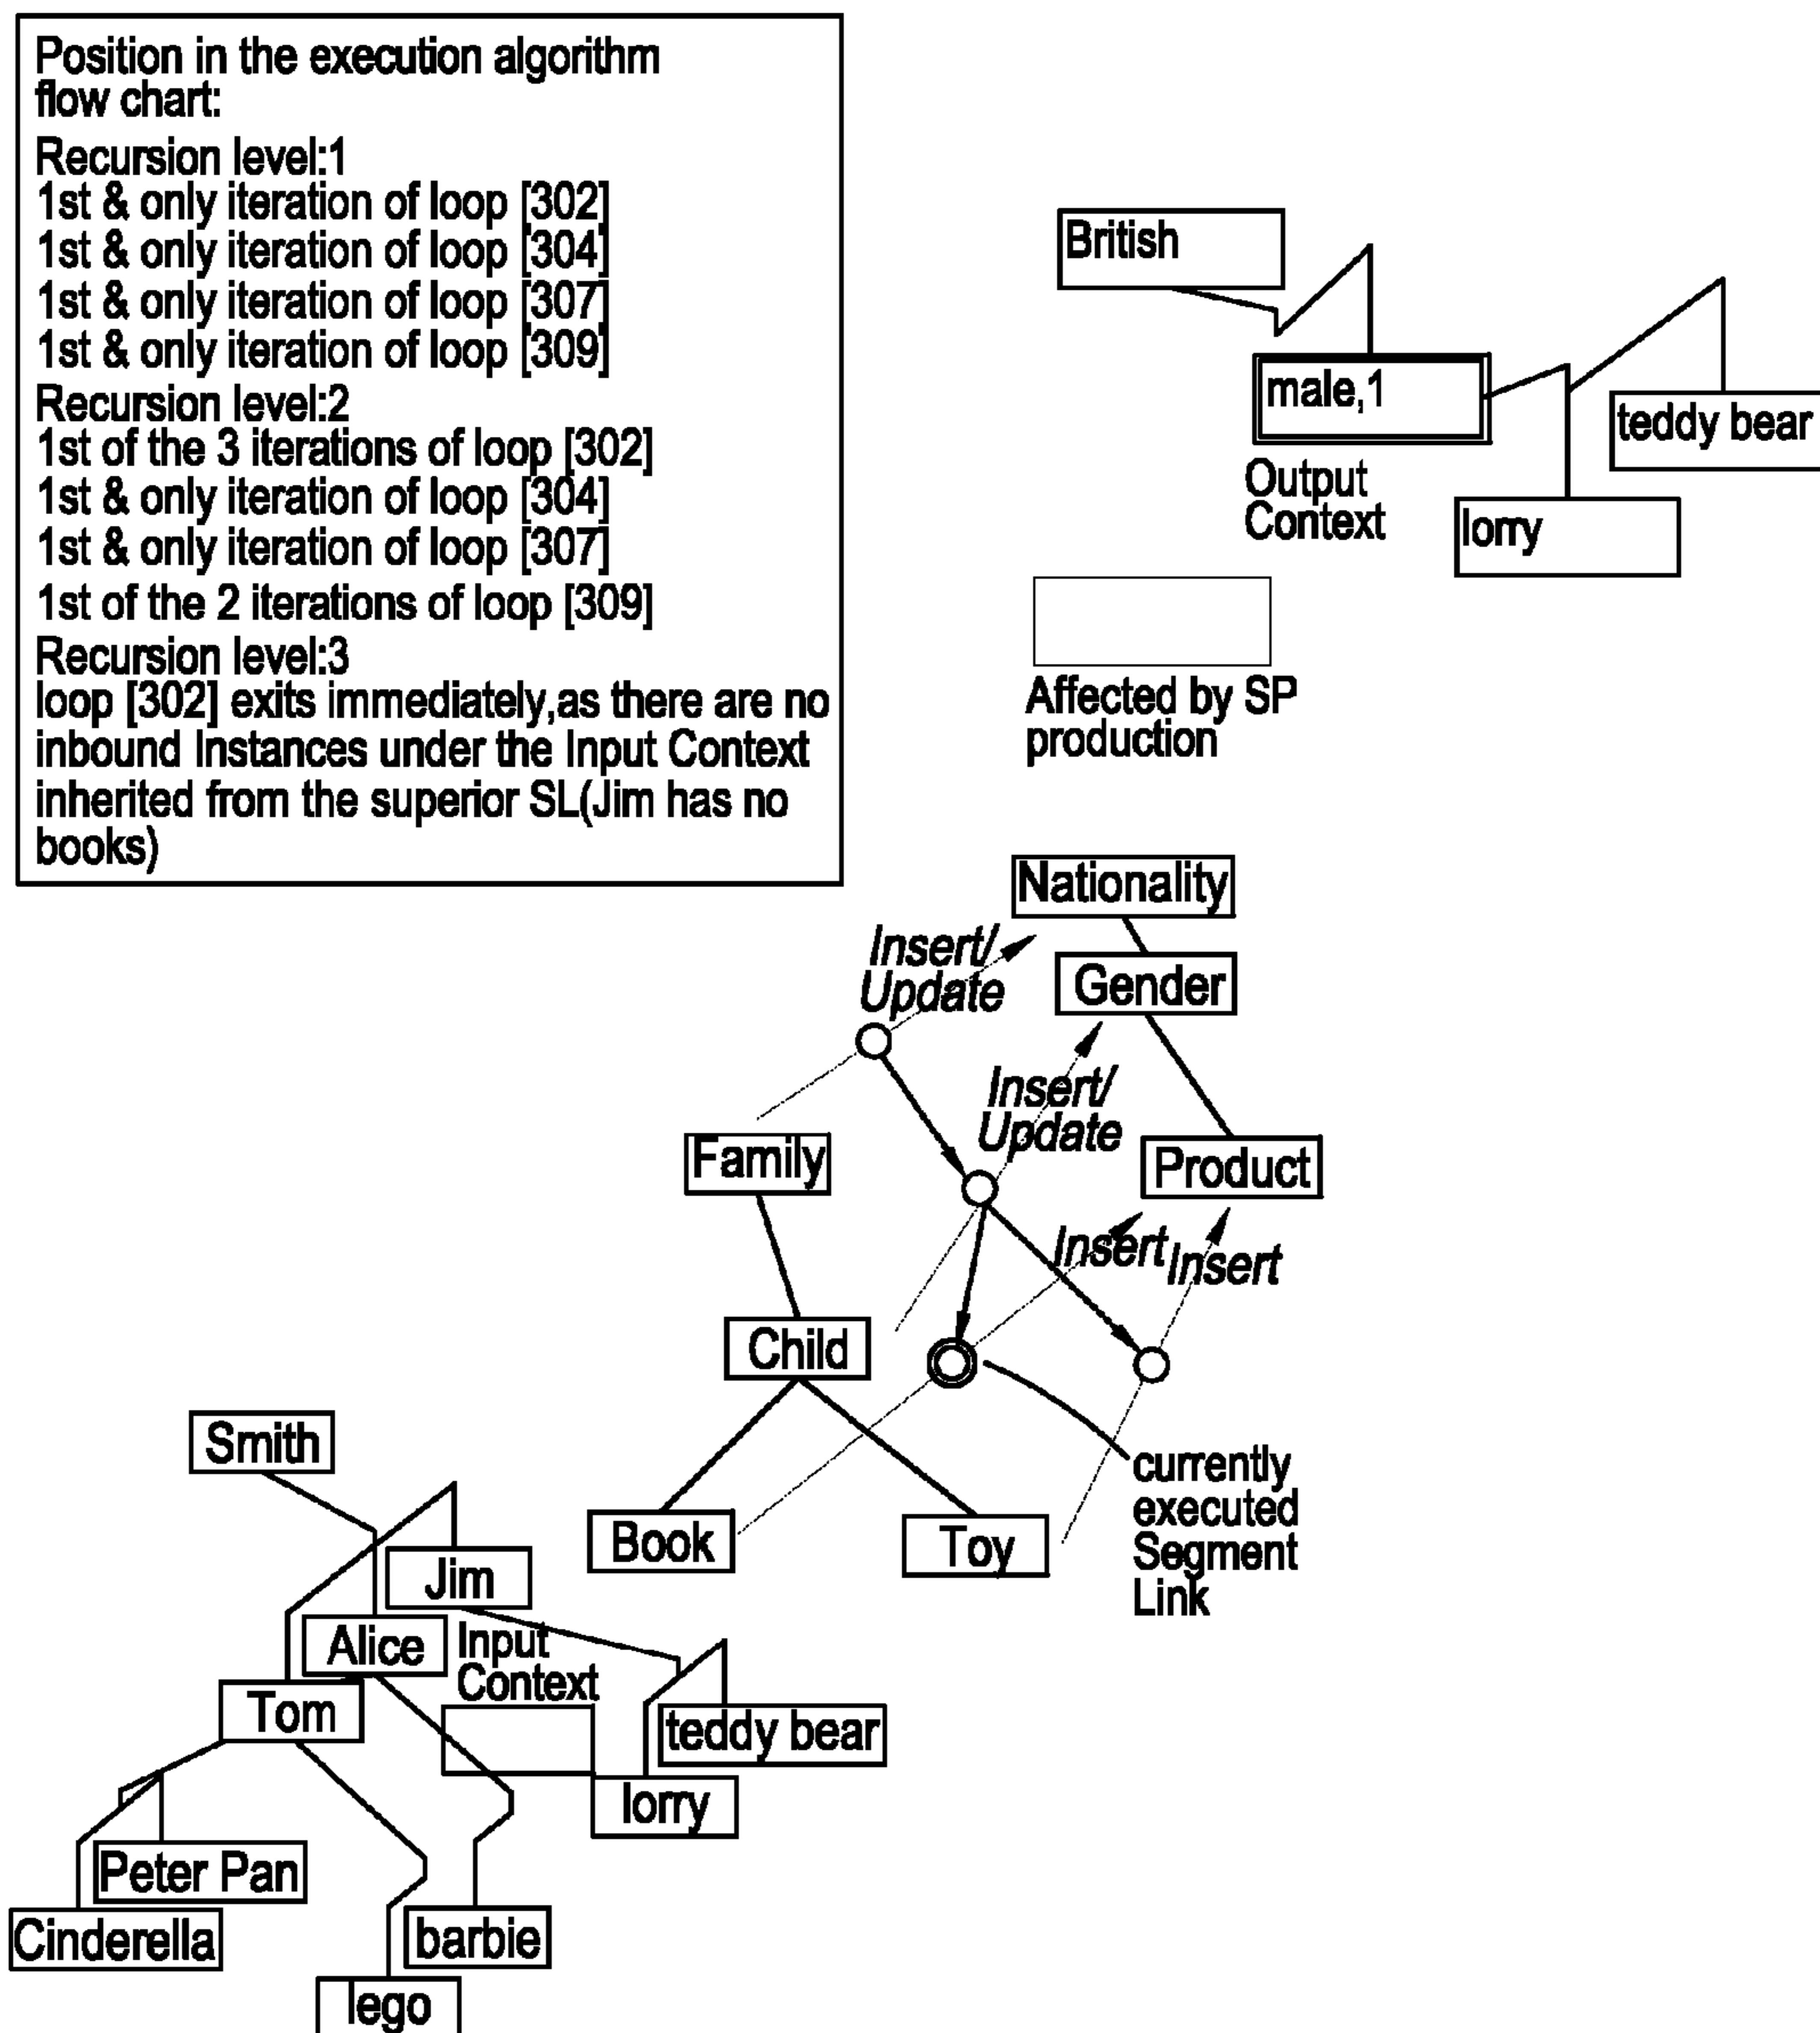 Position in the execution algorithm
flow chart:
Recursion level:1
1st & only iteration of loop [302]
1st & only iteration of loop [304]
1st & only iteration of loop [307]
1st & only iteration of loop [309]
Recursion level:2
1st of the 3 iterations of loop [302]
1st & only iteration of loop [304]
1st & only iteration of loop [307]
1st of the 2 iterations of loop [309]
Recursion level:3
loop [302] exits immediately,as there are no
inbound Instances under the Input Context
inherited from the superior SL(Jim has no
books)
British
male,1
teddy bear
Output
Context
lorry
Affected by SP
production
Nationality
Insert/
Update
Gender
Insert/
Update
Family
Product
Insert
Insert
Child
Smith
currently
executed
Segment
Link
Book
Toy
Jim
Alice
Input
Context
Tom
teddy bear
lorry
Peter Pan
Cinderella
barbie
lego